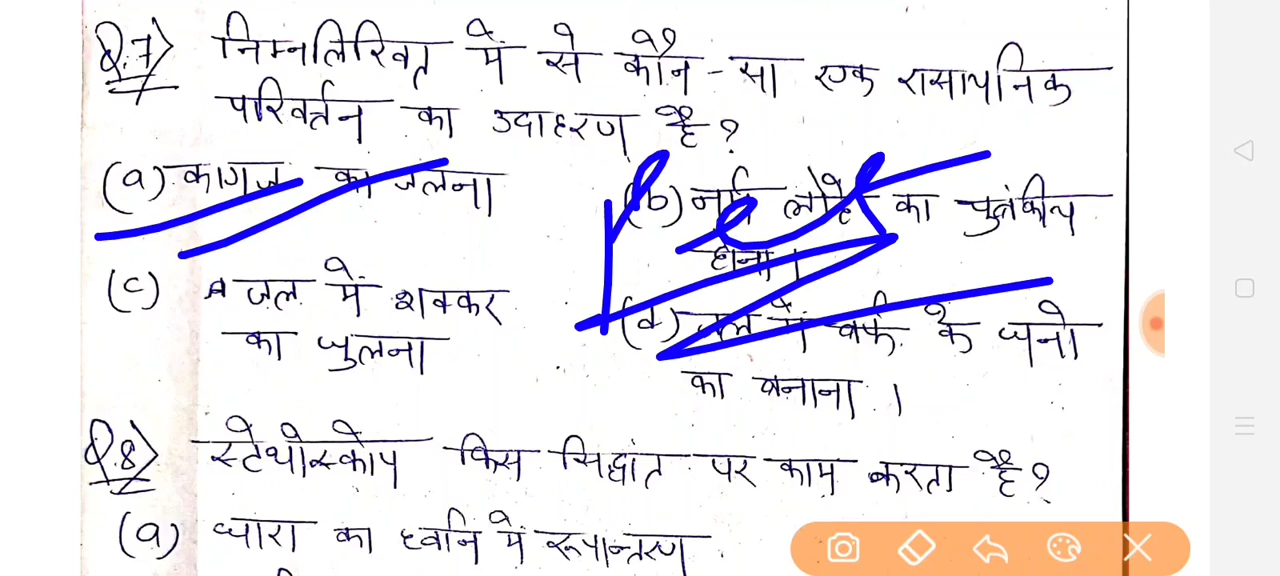 Q.7> निम्नलिखित में से कौन-सा एक रासायनिक
परिवर्तन का उदाहरण है?
(a) कागज का जलना
(b) नर्म लोहे का चुंबकीय
होना।
(c) जल में शक्कर
का घुलना
(d) जल में बर्फ के घनो
का बनाना।
Q.8> स्टेथोस्कोप किस सिद्धांत पर काम करता है?
(a) धारा का ध्वनि में रूपान्तरण